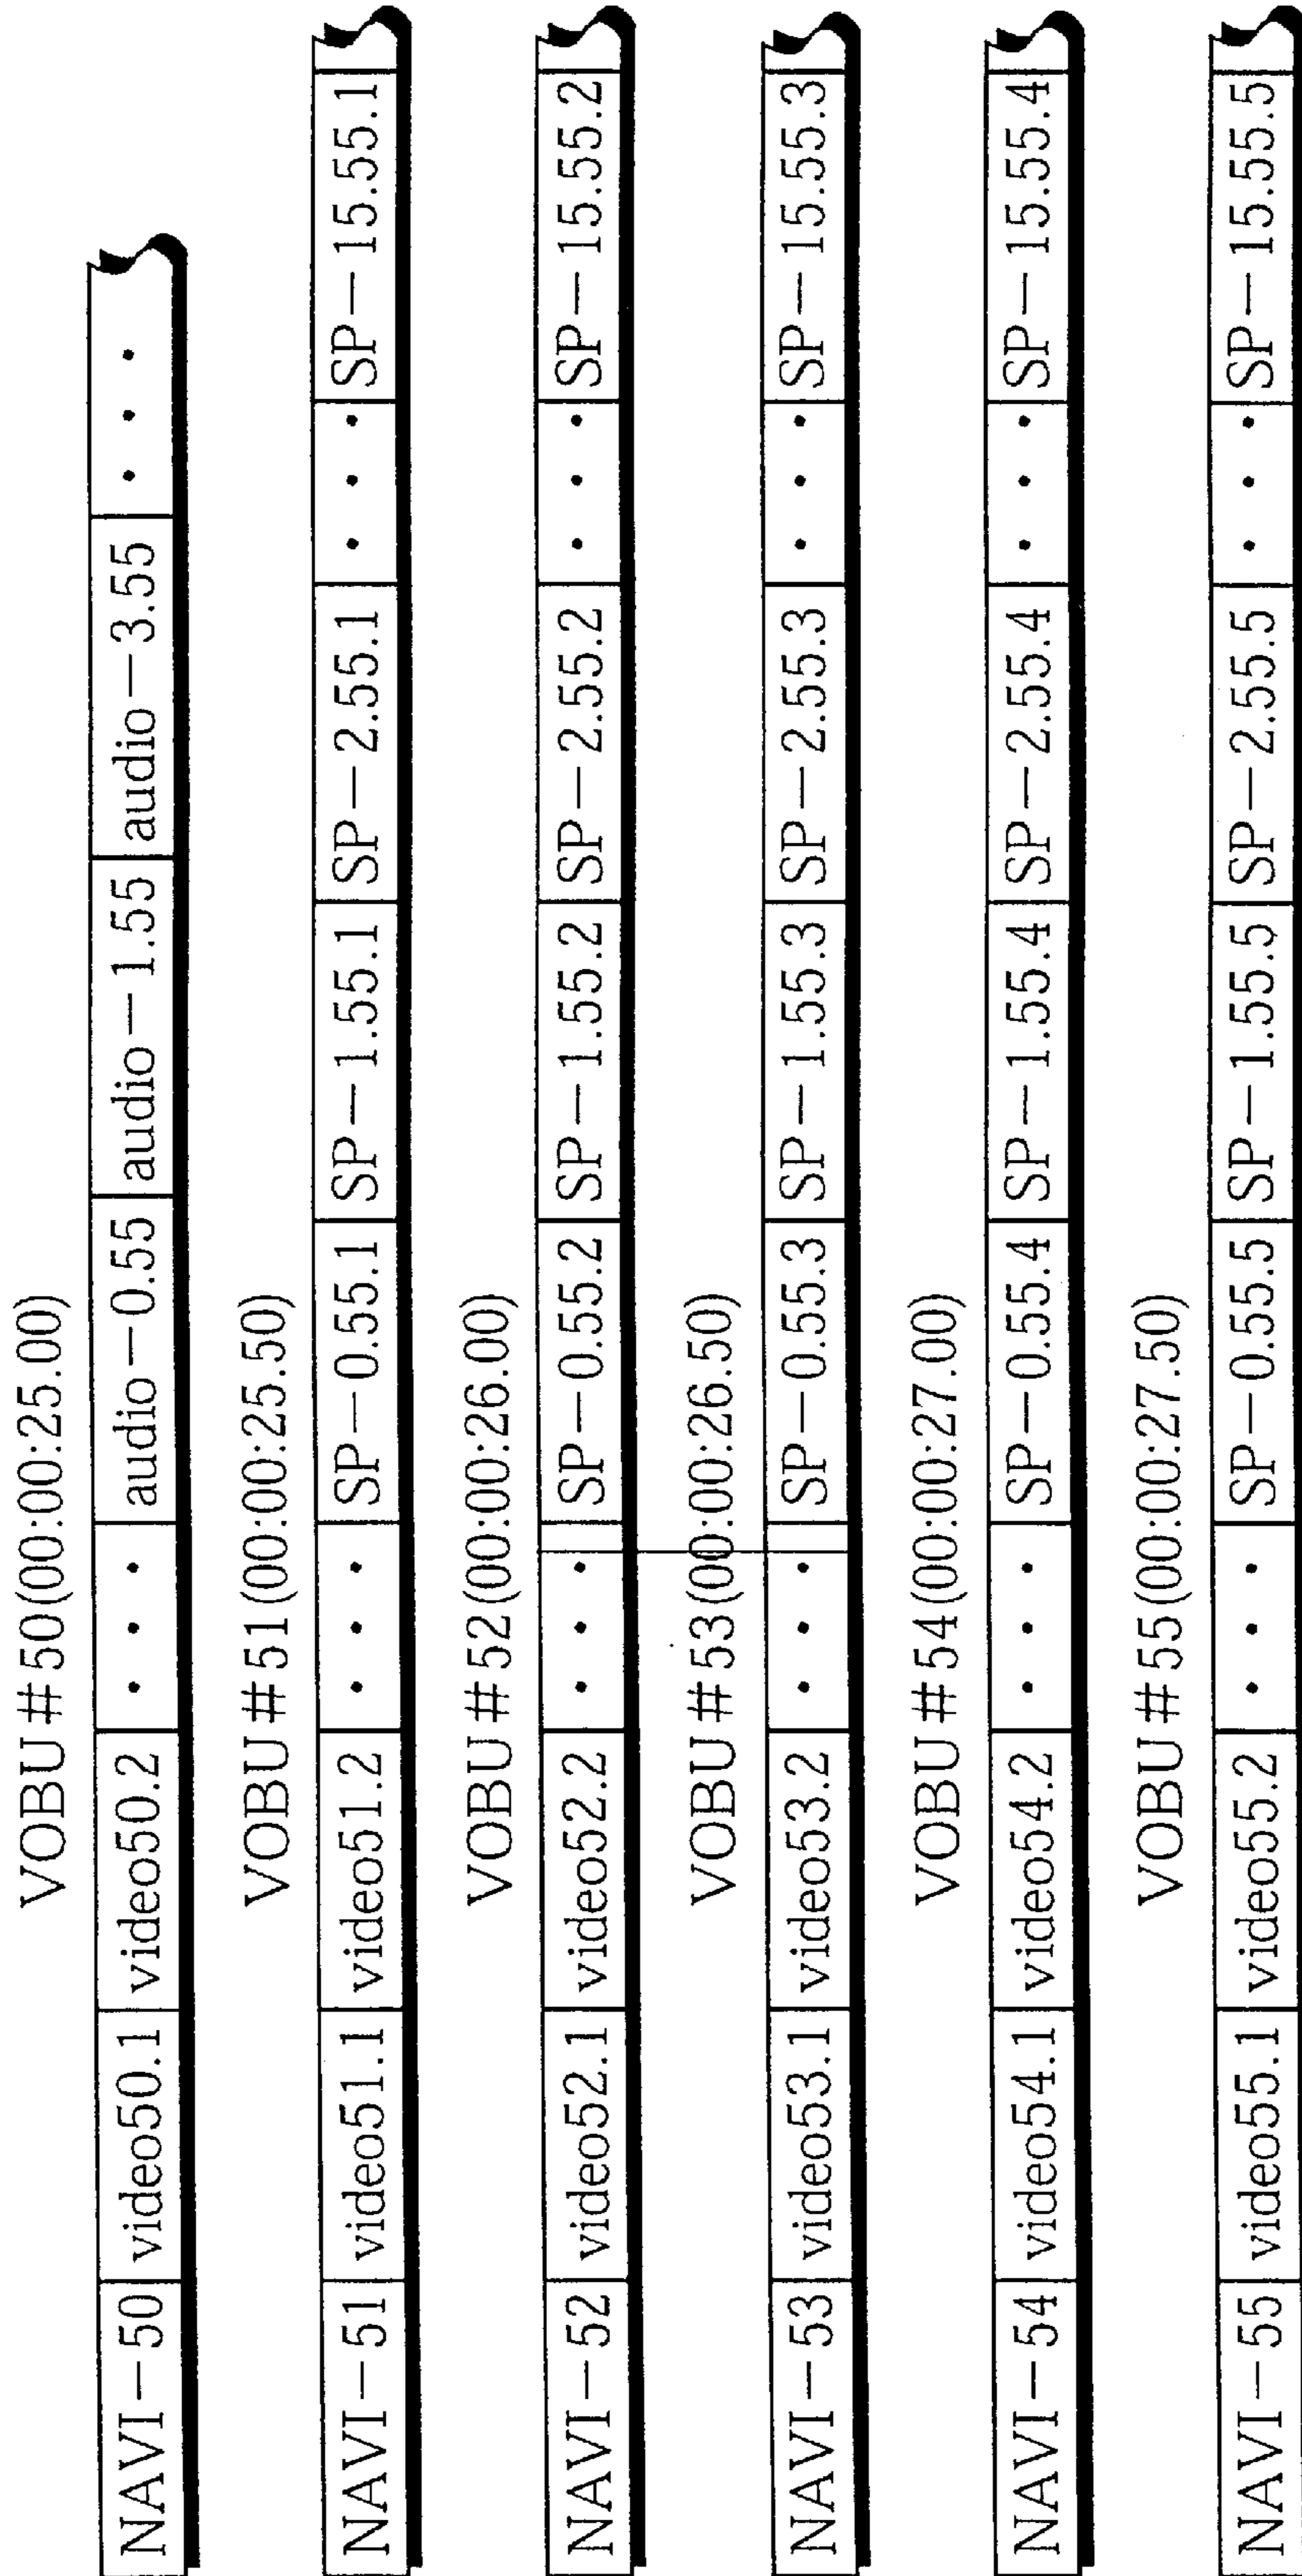 VOBU#50(00:00:25.00)
NAVI-50 video50.1 video50.2 ・・・ audio-0.55 audio-1.55 audio-3.55 ・・・
VOBU#51(00:00:25.50)
NAVI-51 video51.1 video51.2 ・・・ SP-0.55.1 SP-1.55.1 SP-2.55.1 ・・・ SP-15.55.1
VOBU#52(00:00:26.00)
NAVI-52 video52.1 video52.2 ・・・ SP-0.55.2 SP-1.55.2 SP-2.55.2 ・・・ SP-15.55.2
VOBU#53(00:00:26.50)
NAVI-53 video53.1 video53.2 ・・・ SP-0.55.3 SP-1.55.3 SP-2.55.3 ・・・ SP-15.55.3
VOBU#54(00:00:27.00)
NAVI-54 video54.1 video54.2 ・・・ SP-0.55.4 SP-1.55.4 SP-2.55.4 ・・・ SP-15.55.4
VOBU#55(00:00:27.50)
NAVI-55 video55.1 video55.2 ・・・ SP-0.55.5 SP-1.55.5 SP-2.55.5 ・・・ SP-15.55.5